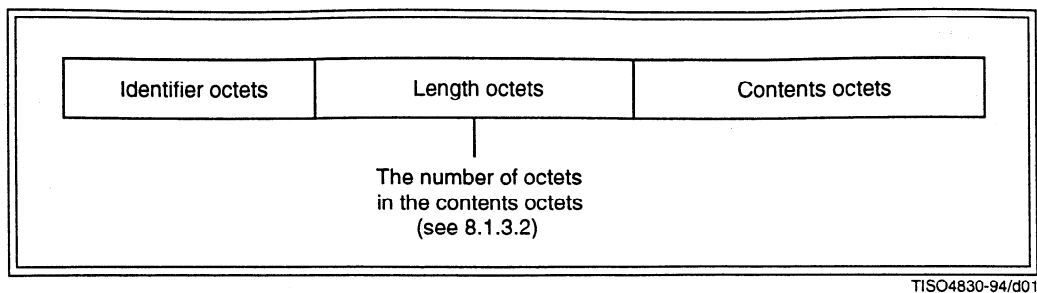 Identifier octets Length octets Contents octets
The number of octets
in the contents octets
(see 8.1.3.2)
TISO4830-94/d01